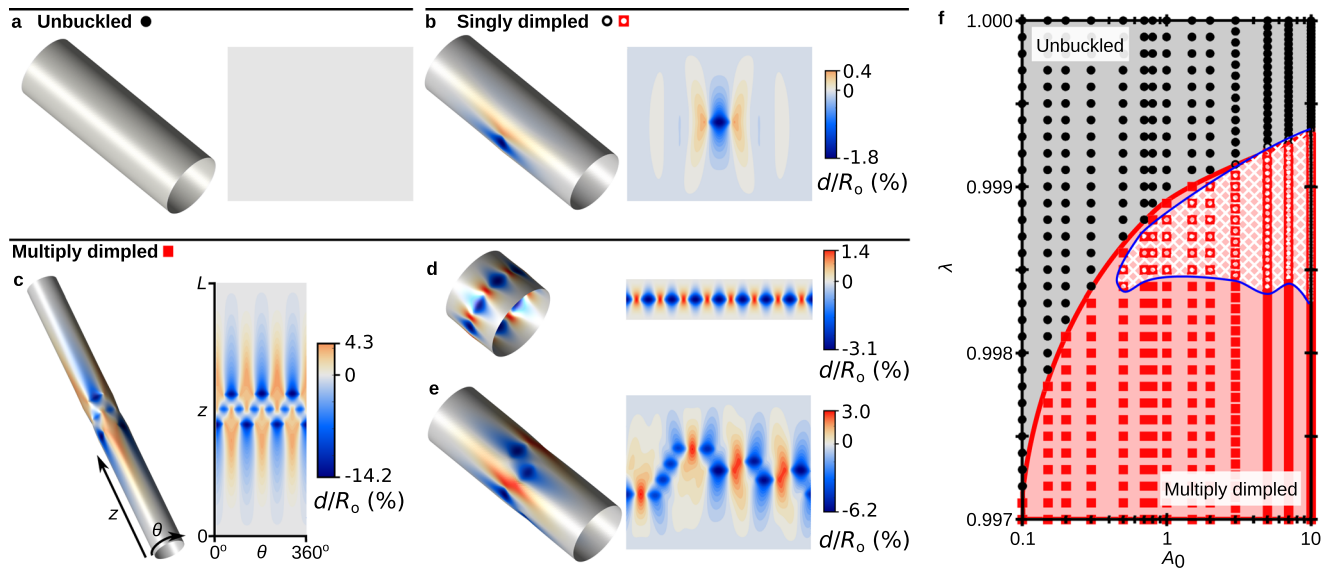 a Unbuckled
b Singly dimpled
0.4
0
-1.8
d/Rₒ (%)
Multiply dimpled
c
z
θ
L
z
0
0º θ 360º
4.3
0
-14.2
d/Rₒ (%)
d
1.4
0
-3.1
d/Rₒ (%)
e
3.0
0
-6.2
d/Rₒ (%)
f
1.000
0.999
0.998
0.997
λ
Unbuckled
Multiply dimpled
0.1 1 10
A₀